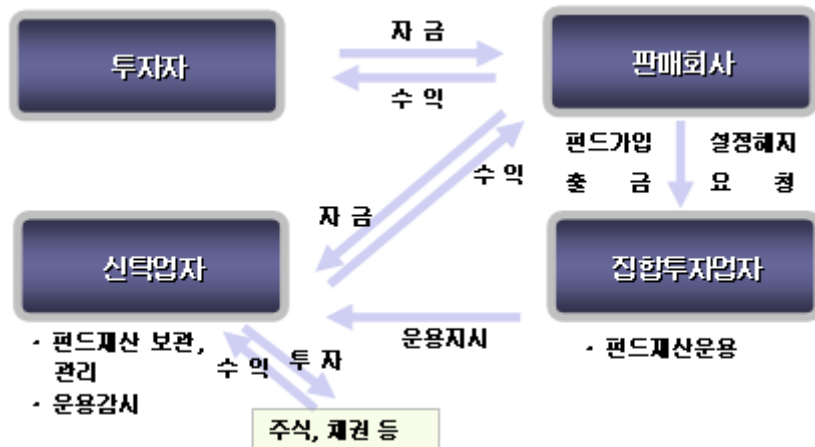 투자자
자 금
수 익
판매회사
펀드가입 설정해지
출 금 요 청
수 익
자 금
신탁업자
집합투자업자
운용지시
· 펀드재산 보관,
관리
· 운용감시
수 익
투 자
· 펀드재산운용
주식, 채권 등